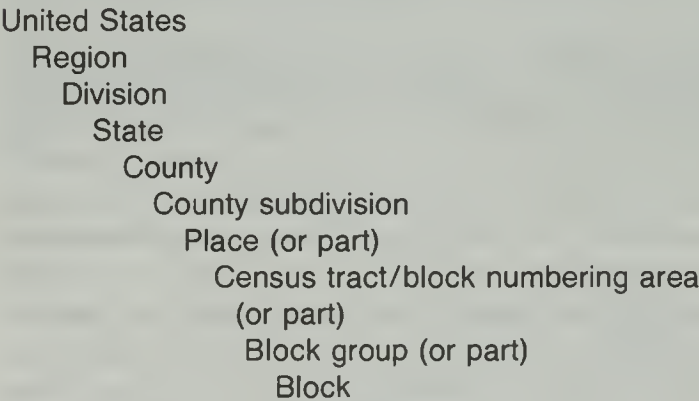 United States
Region
Division
State
County
County subdivision
Place (or part)
Census tract/block numbering area
(or part)
Block group (or part)
Block